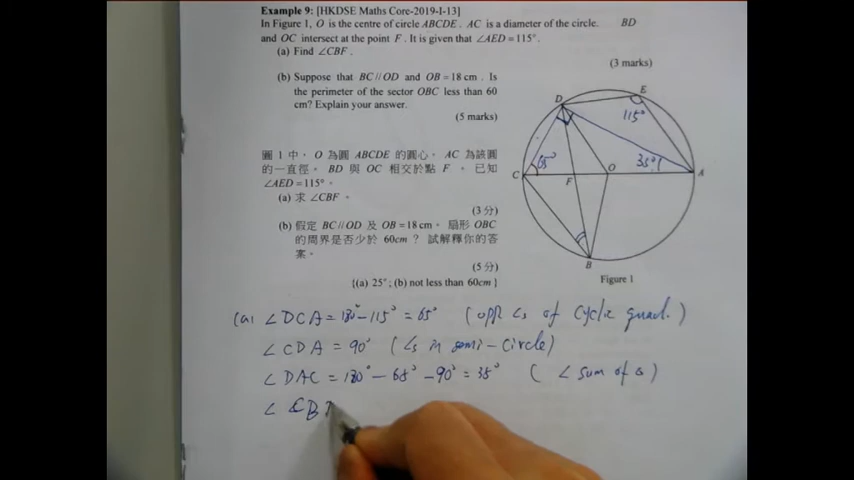 Example 9: [HKDSE Maths Core-2019-I-13]
In Figure 1, O is the centre of circle ABCDE. AC is a diameter of the circle. BD
and OC intersect at the point F. It is given that ∠AED=115°.
(a) Find ∠CBF.
(3 marks)
(b) Suppose that BC//OD and OB=18 cm. Is
the perimeter of the sector OBC less than 60
cm? Explain your answer.
(5 marks)
圖 1 中，O 為圓 ABCDE 的圓心。AC 為該圓
的一直徑。BD 與 OC 相交於點 F。已知
∠AED=115°。
(a) 求 ∠CBF。
(3 分)
(b) 假定 BC//OD 及 OB=18cm。扇形 OBC
的周界是否少於 60cm？試解釋你的答
案。
(5 分)
{(a) 25°; (b) not less than 60cm}
D
E
115°
65°
35°
C
F
O
A
B
Figure 1
(a) ∠DCA = 180° - 115° = 65° (opp ∠s of cyclic quad.)
∠CDA = 90° (∠s in semi-circle)
∠DAC = 180° - 65° - 90° = 35° (∠ sum of Δ)
∠CB